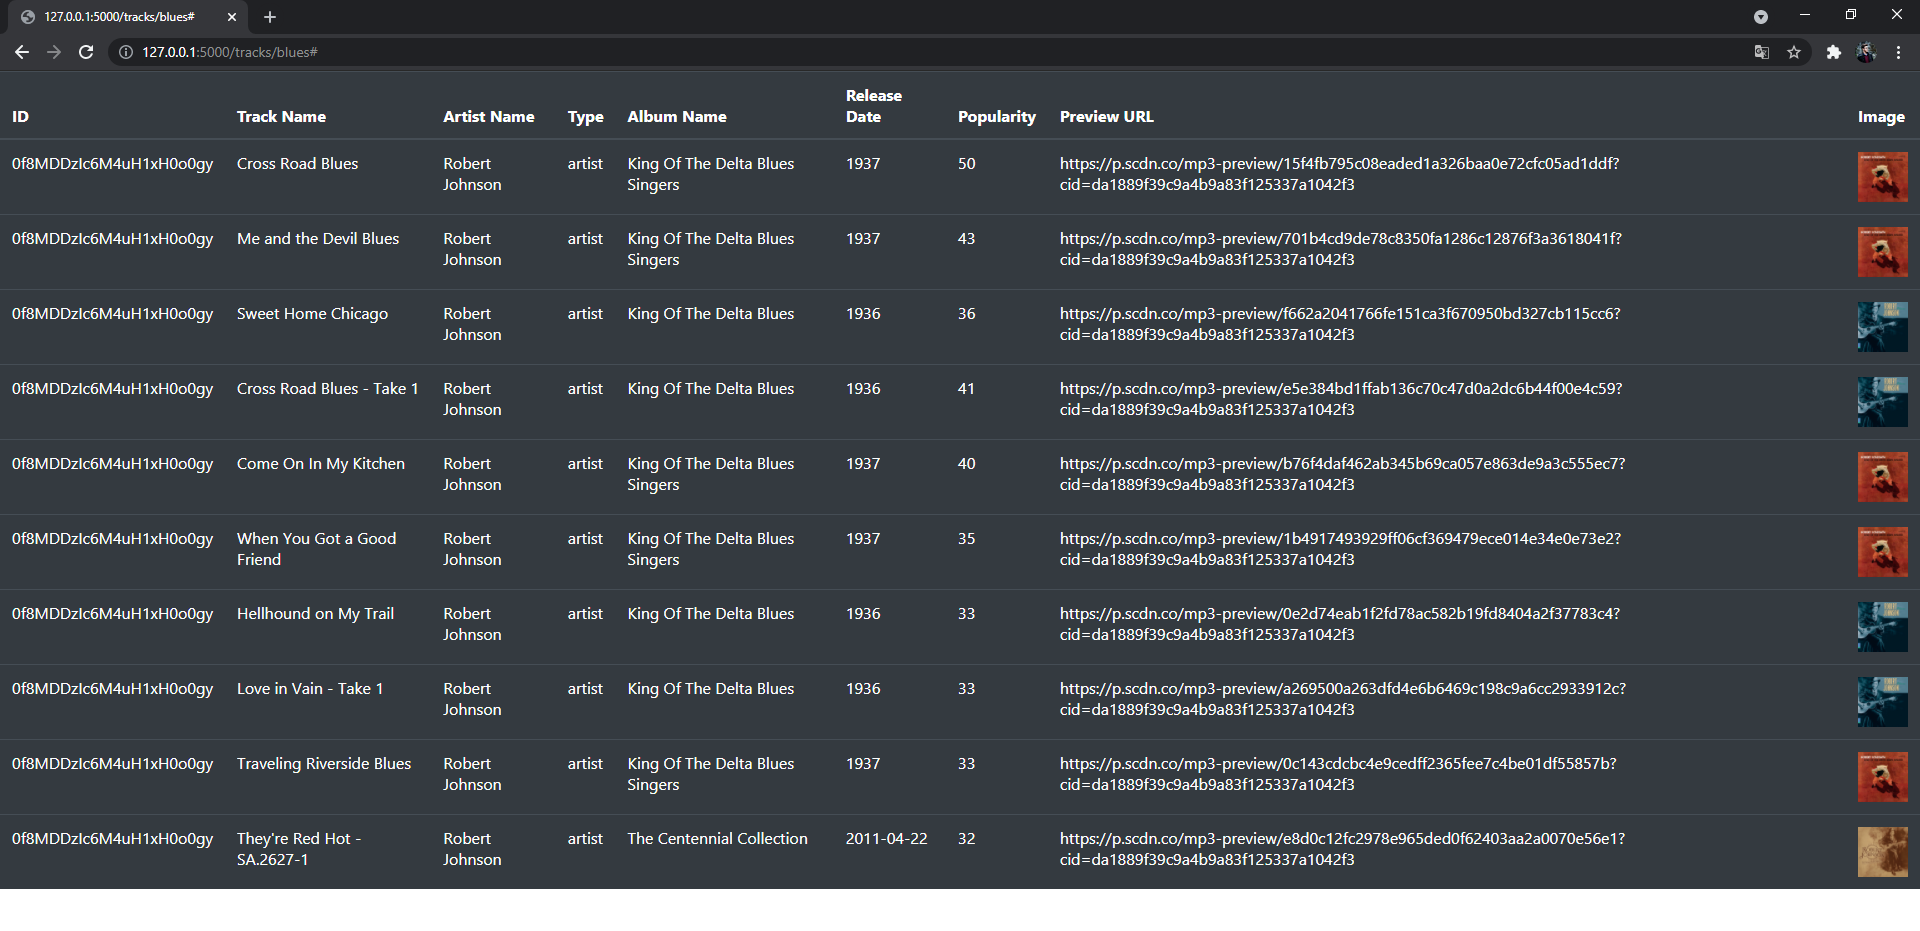 127.0.0.1:5000/tracks/blues#
127.0.0.1:5000/tracks/blues#
ID Track Name Artist Name Type Album Name Release Date Popularity Preview URL Image
0f8MDDzIc6M4uH1xH0o0gy Cross Road Blues Robert Johnson artist King Of The Delta Blues Singers 1937 50 https://p.scdn.co/mp3-preview/15f4fb795c08eaded1a326baa0e72cfc05ad1ddf?cid=da1889f39c9a4b9a83f125337a1042f3
0f8MDDzIc6M4uH1xH0o0gy Me and the Devil Blues Robert Johnson artist King Of The Delta Blues Singers 1937 43 https://p.scdn.co/mp3-preview/701b4cd9de78c8350fa1286c12876f3a3618041f?cid=da1889f39c9a4b9a83f125337a1042f3
0f8MDDzIc6M4uH1xH0o0gy Sweet Home Chicago Robert Johnson artist King Of The Delta Blues 1936 36 https://p.scdn.co/mp3-preview/f662a2041766fe151ca3f670950bd327cb115cc6?cid=da1889f39c9a4b9a83f125337a1042f3
0f8MDDzIc6M4uH1xH0o0gy Cross Road Blues - Take 1 Robert Johnson artist King Of The Delta Blues 1936 41 https://p.scdn.co/mp3-preview/e5e384bd1ffab136c70c47d0a2dc6b44f00e4c59?cid=da1889f39c9a4b9a83f125337a1042f3
0f8MDDzIc6M4uH1xH0o0gy Come On In My Kitchen Robert Johnson artist King Of The Delta Blues Singers 1937 40 https://p.scdn.co/mp3-preview/b76f4daf462ab345b69ca057e863de9a3c555ec7?cid=da1889f39c9a4b9a83f125337a1042f3
0f8MDDzIc6M4uH1xH0o0gy When You Got a Good Friend Robert Johnson artist King Of The Delta Blues Singers 1937 35 https://p.scdn.co/mp3-preview/1b4917493929ff06cf369479ece014e34e0e73e2?cid=da1889f39c9a4b9a83f125337a1042f3
0f8MDDzIc6M4uH1xH0o0gy Hellhound on My Trail Robert Johnson artist King Of The Delta Blues 1936 33 https://p.scdn.co/mp3-preview/0e2d74eab1f2fd78ac582b19fd8404a2f37783c4?cid=da1889f39c9a4b9a83f125337a1042f3
0f8MDDzIc6M4uH1xH0o0gy Love in Vain - Take 1 Robert Johnson artist King Of The Delta Blues 1936 33 https://p.scdn.co/mp3-preview/a269500a263dfd4e6b6469c198c9a6cc2933912c?cid=da1889f39c9a4b9a83f125337a1042f3
0f8MDDzIc6M4uH1xH0o0gy Traveling Riverside Blues Robert Johnson artist King Of The Delta Blues Singers 1937 33 https://p.scdn.co/mp3-preview/0c143cdcbc4e9cedff2365fee7c4be01df55857b?cid=da1889f39c9a4b9a83f125337a1042f3
0f8MDDzIc6M4uH1xH0o0gy They're Red Hot - SA.2627-1 Robert Johnson artist The Centennial Collection 2011-04-22 32 https://p.scdn.co/mp3-preview/e8d0c12fc2978e965ded0f62403aa2a0070e56e1?cid=da1889f39c9a4b9a83f125337a1042f3